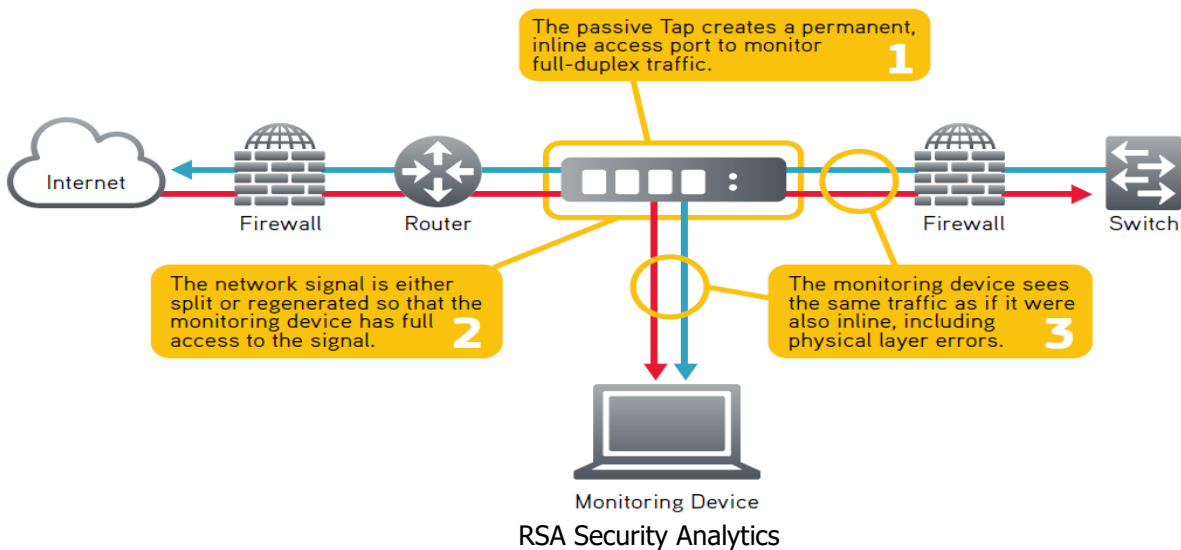 The passive Tap creates a permanent,
inline access port to monitor
full-duplex traffic.
1
Internet
Firewall
Router
Firewall
Switch
The network signal is either
split or regenerated so that the
monitoring device has full
access to the signal.
2
The monitoring device sees
the same traffic as if it were
also inline, including
physical layer errors.
3
Monitoring Device
RSA Security Analytics